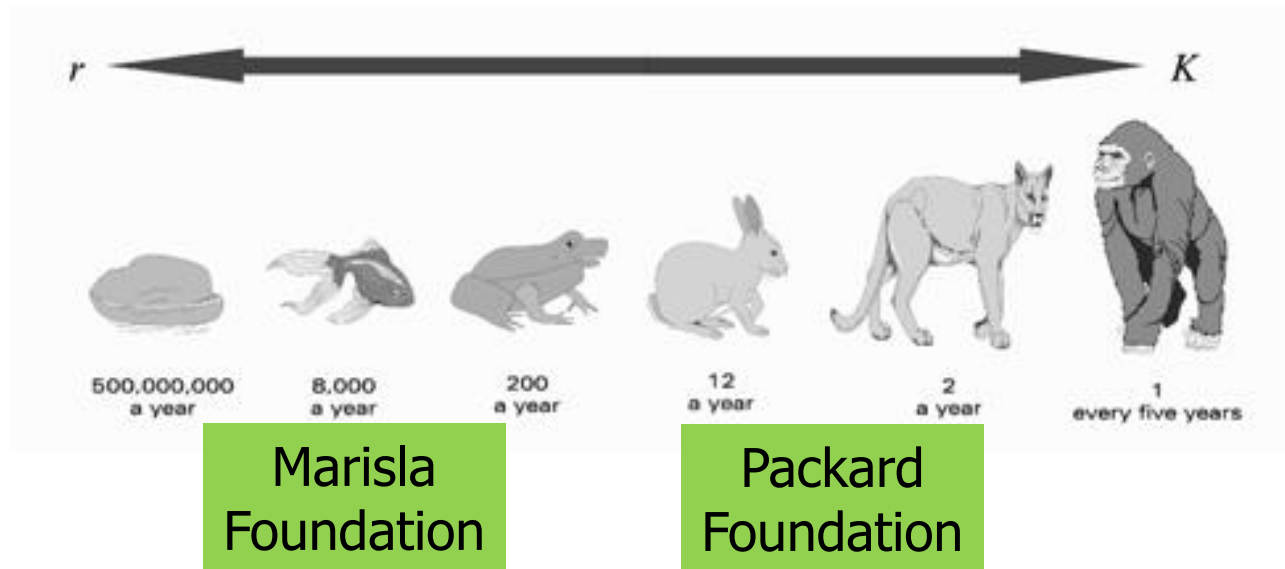 r
K
500,000,000
a year
8,000
a year
200
a year
12
a year
2
a year
1
every five years
Marisla
Foundation
Packard
Foundation